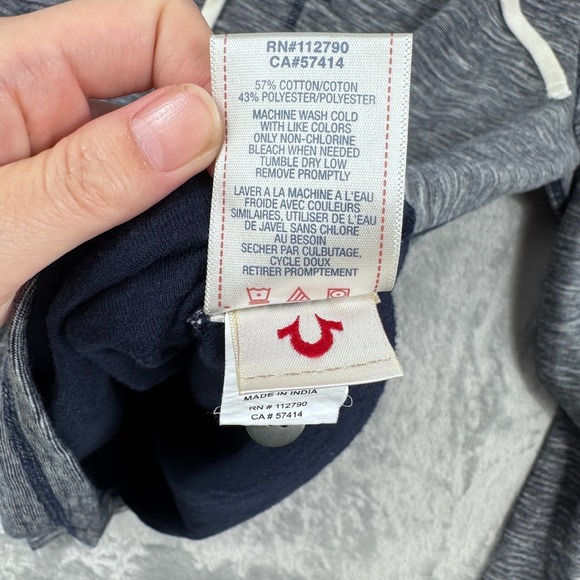 RN#112790
CA#57414
57% COTTON/COTON
43% POLYESTER/POLYESTER
MACHINE WASH COLD
WITH LIKE COLORS
ONLY NON-CHLORINE
BLEACH WHEN NEEDED
TUMBLE DRY LOW
REMOVE PROMPTLY
LAVER A LA MACHINE A L'EAU
FROIDE AVEC COULEURS
SIMILAIRES, UTILISER DE L'EAU
DE JAVEL SANS CHLORE
AU BESOIN
SECHER PAR CULBUTAGE,
CYCLE DOUX
RETIRER PROMPTEMENT
MADE IN INDIA
RN # 112790
CA # 57414